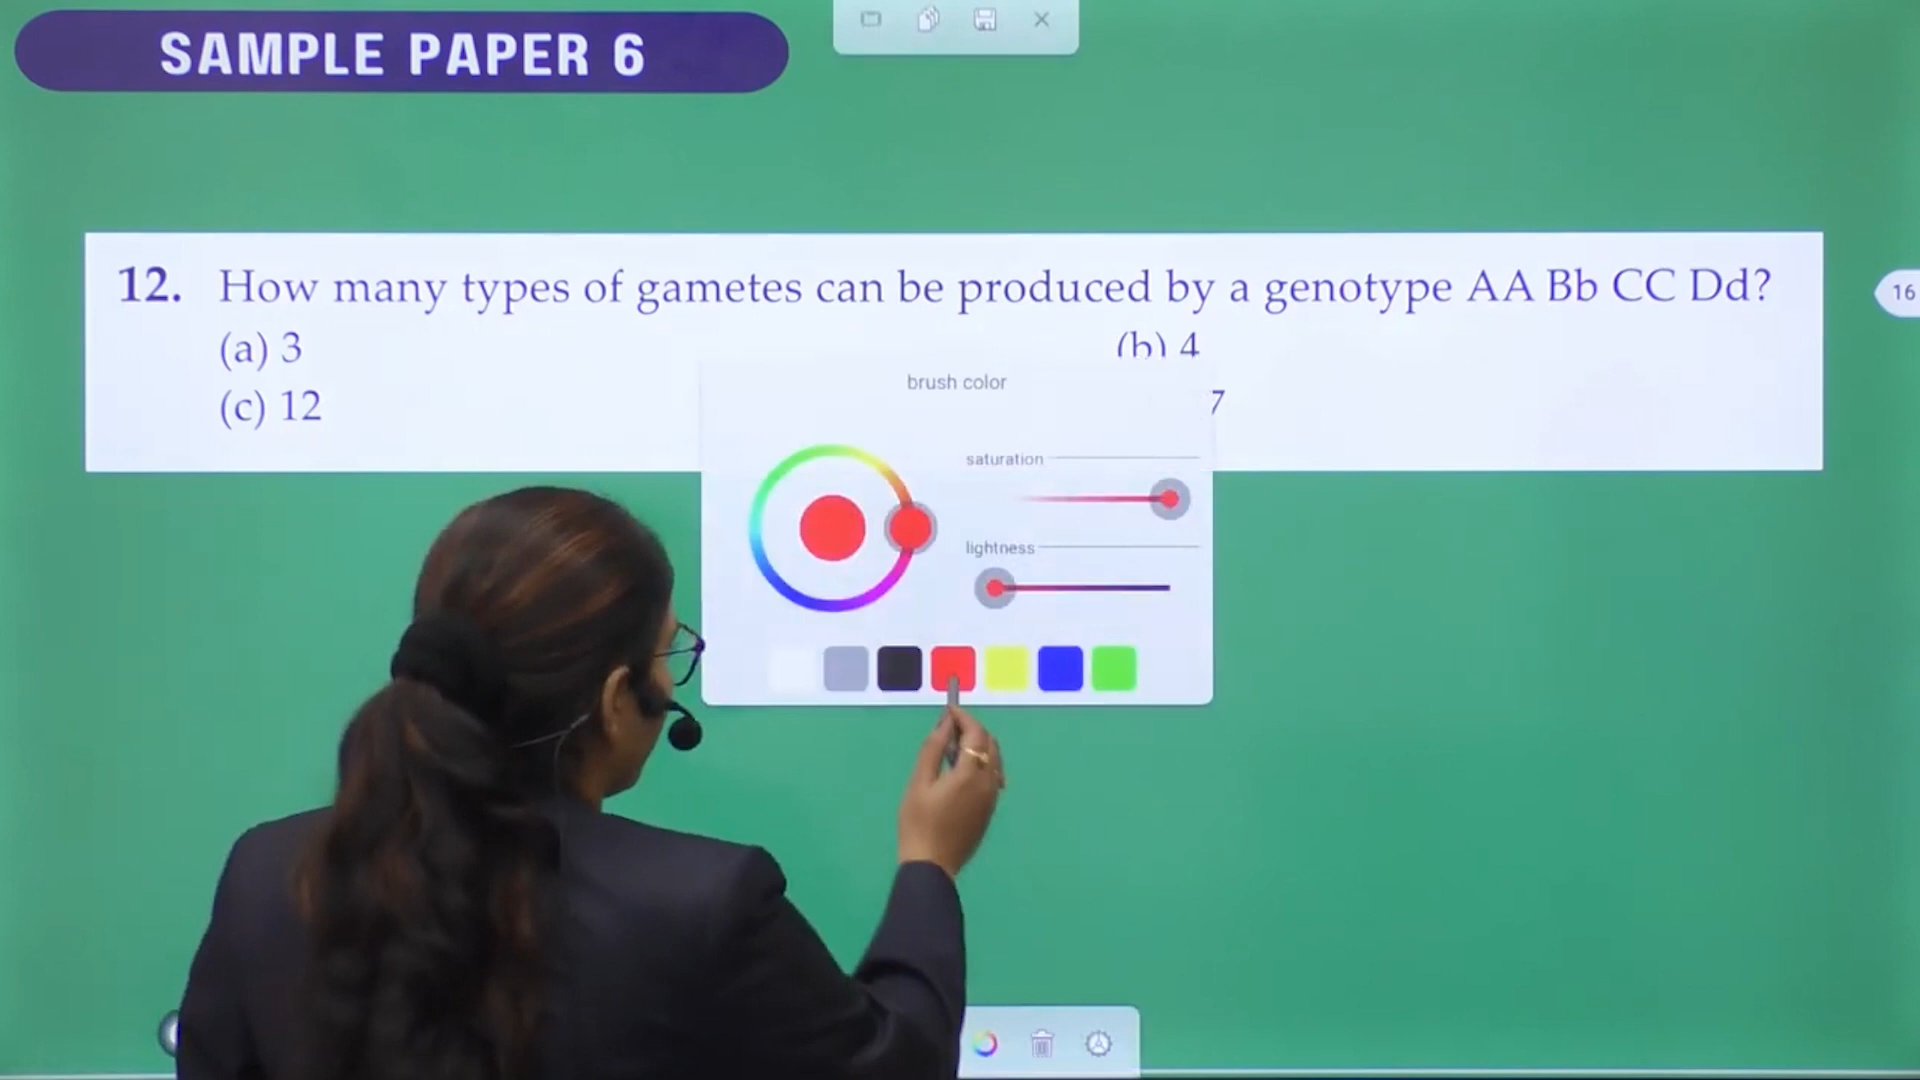 SAMPLE PAPER 6
12. How many types of gametes can be produced by a genotype AA Bb CC Dd?
(a) 3
(b) 4
(c) 12
7
brush color
saturation
lightness
16